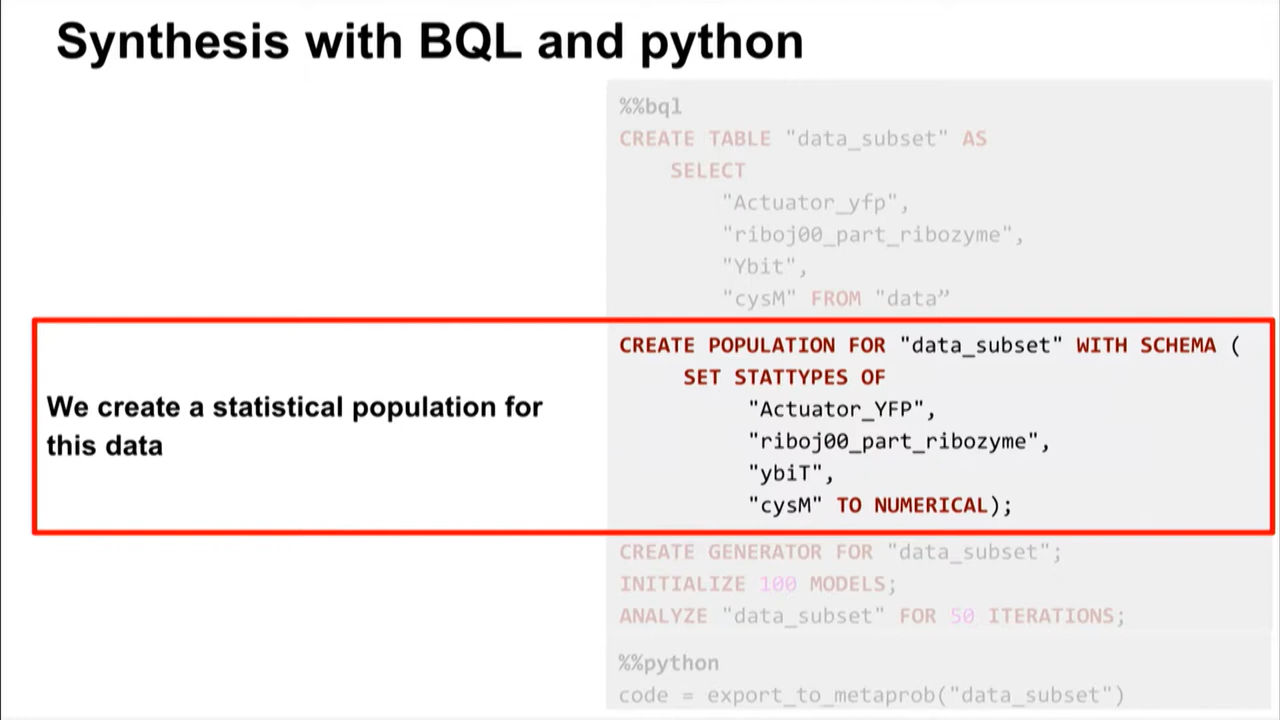 Synthesis with BQL and python
%%bql
CREATE TABLE "data_subset" AS
SELECT
"Actuator_yfp",
"riboj00_part_ribozyme",
"Ybit",
"cysM" FROM "data”
We create a statistical population for
this data
CREATE POPULATION FOR "data_subset" WITH SCHEMA (
SET STATTYPES OF
"Actuator_YFP",
"riboj00_part_ribozyme",
"ybiT",
"cysM" TO NUMERICAL);
CREATE GENERATOR FOR "data_subset";
INITIALIZE 100 MODELS;
ANALYZE "data_subset" FOR 50 ITERATIONS;
%%python
code = export_to_metaprob("data_subset")